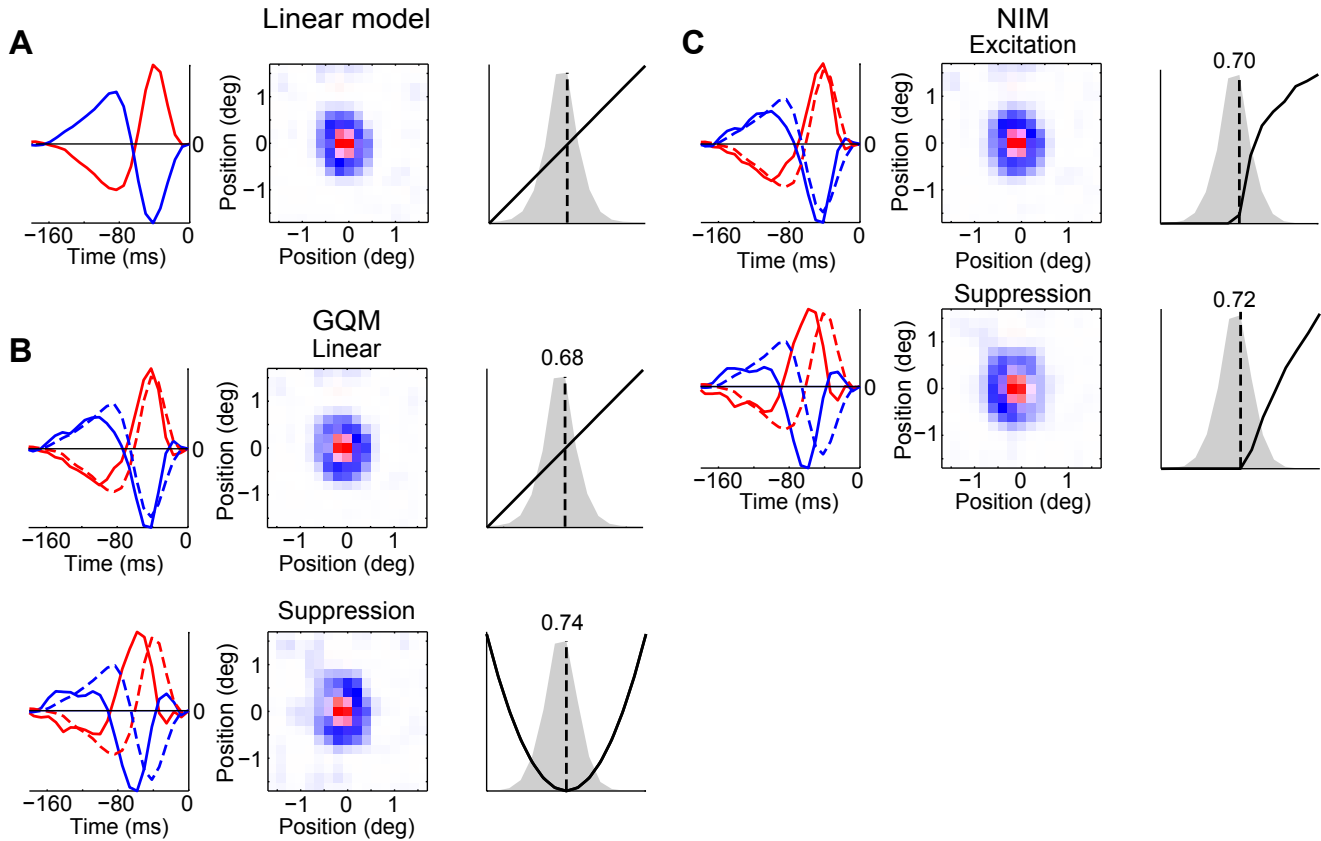 A
Linear model
0
−160 −80 0
Time (ms)
Position (deg)
1
0
−1
−1 0 1
Position (deg)
B
GQM
Linear
0
−160 −80 0
Time (ms)
Position (deg)
1
0
−1
−1 0 1
Position (deg)
0.68
Suppression
0
−160 −80 0
Time (ms)
Position (deg)
1
0
−1
−1 0 1
Position (deg)
0.74
C
NIM
Excitation
0
−160 −80 0
Time (ms)
Position (deg)
1
0
−1
−1 0 1
Position (deg)
0.70
Suppression
0
−160 −80 0
Time (ms)
Position (deg)
1
0
−1
−1 0 1
Position (deg)
0.72